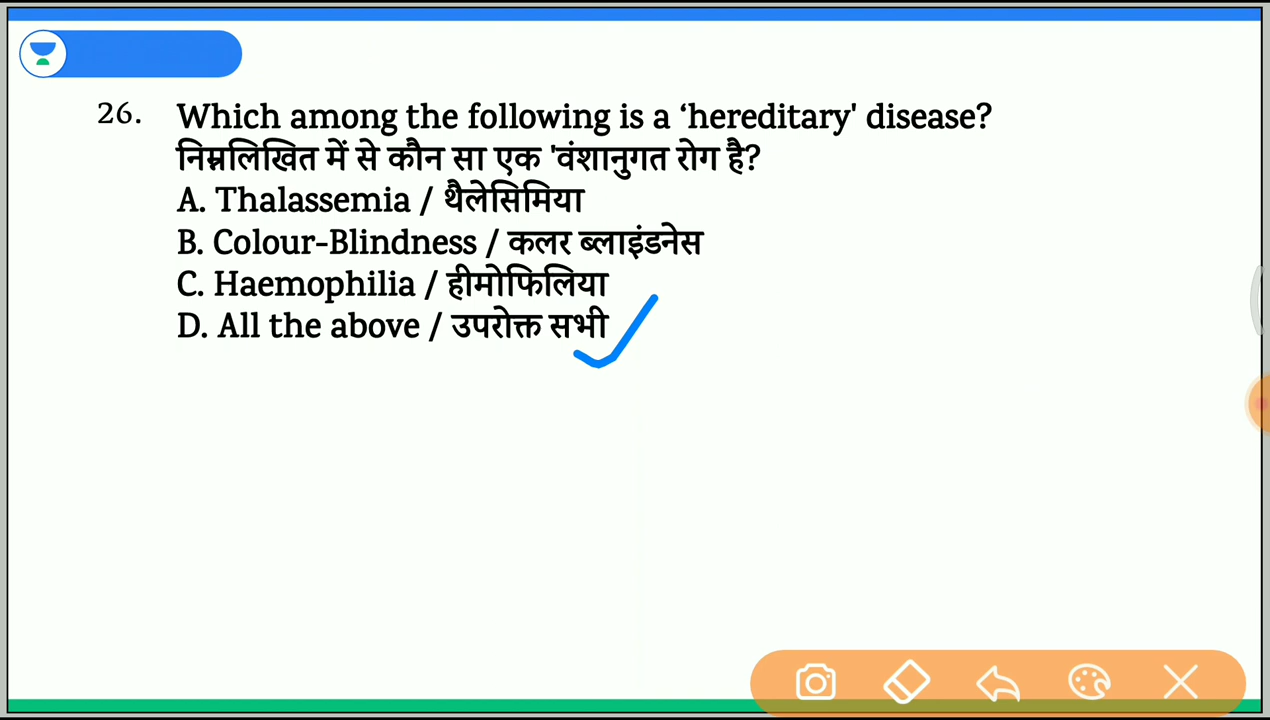 26. Which among the following is a ‘hereditary' disease?
निम्नलिखित में से कौन सा एक 'वंशानुगत रोग है?
A. Thalassemia / थैलेसिमिया
B. Colour-Blindness / कलर ब्लाइंडनेस
C. Haemophilia / हीमोफिलिया
D. All the above / उपरोक्त सभी